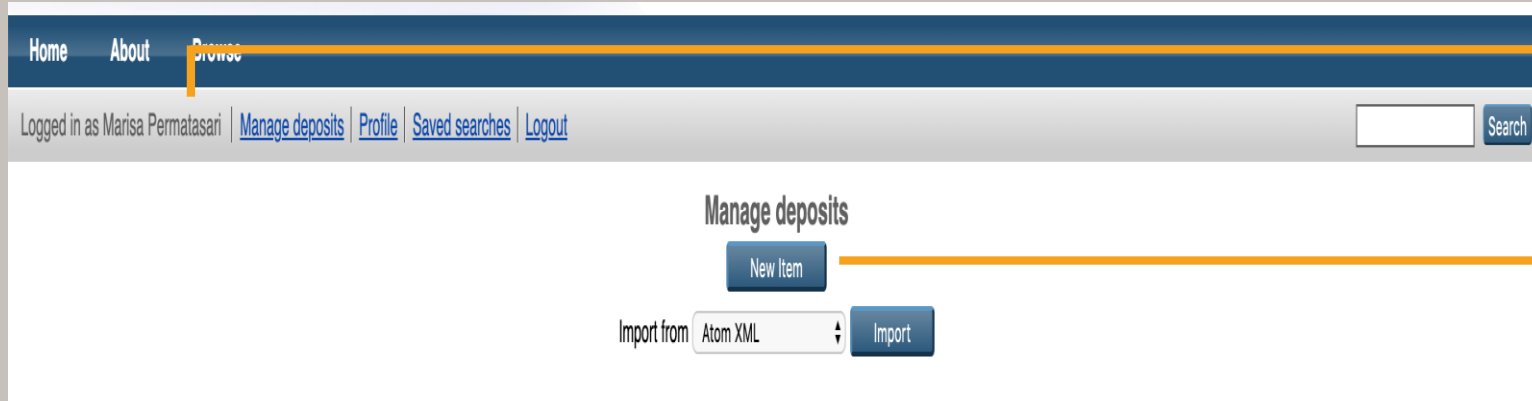 Home About Browse
Logged in as Marisa Permatasari | Manage deposits | Profile | Saved searches | Logout Search
Manage deposits
New Item
Import from Atom XML Import